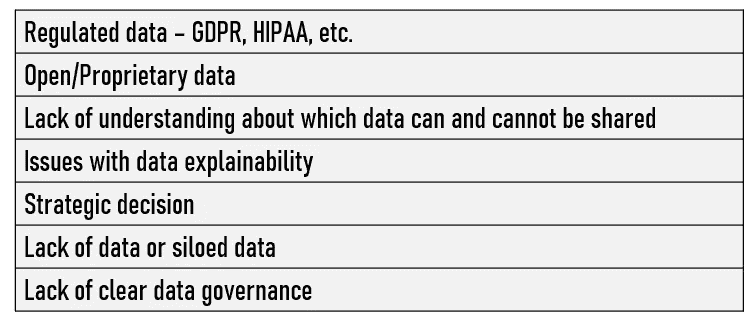 Regulated data – GDPR, HIPAA, etc.
Open/Proprietary data
Lack of understanding about which data can and cannot be shared
Issues with data explainability
Strategic decision
Lack of data or siloed data
Lack of clear data governance